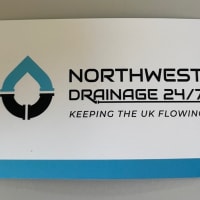 NORTHWEST
DRAINAGE 24/7
KEEPING THE UK FLOWING